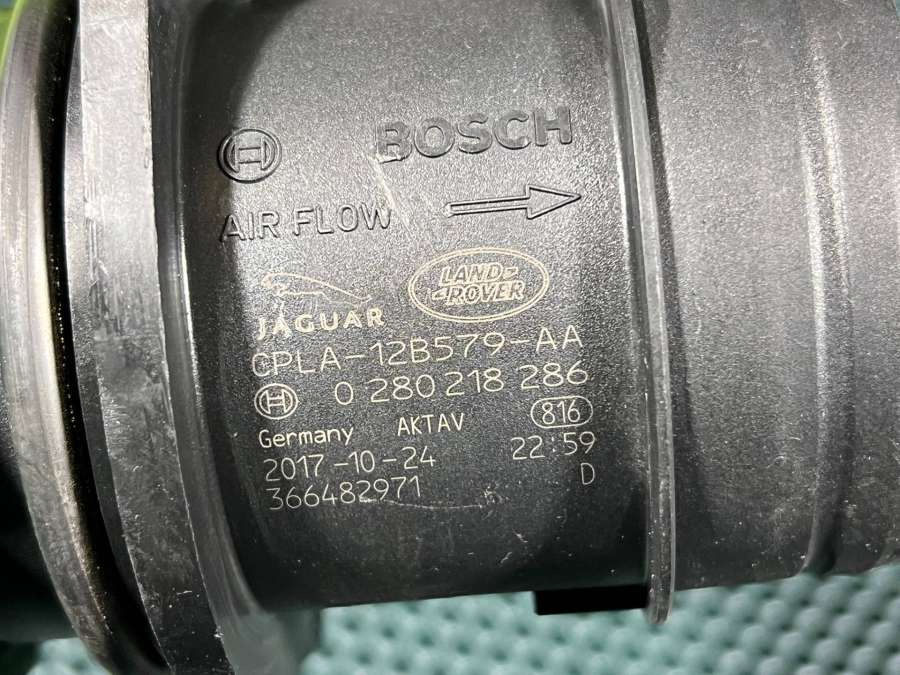 BOSCH
AIR FLOW
LAND-
-ROVER
JAGUAR
CPLA-12B579-AA
0 280 218 286
Germany AKTAV 816
2017-10-24 22:59
366482971 D